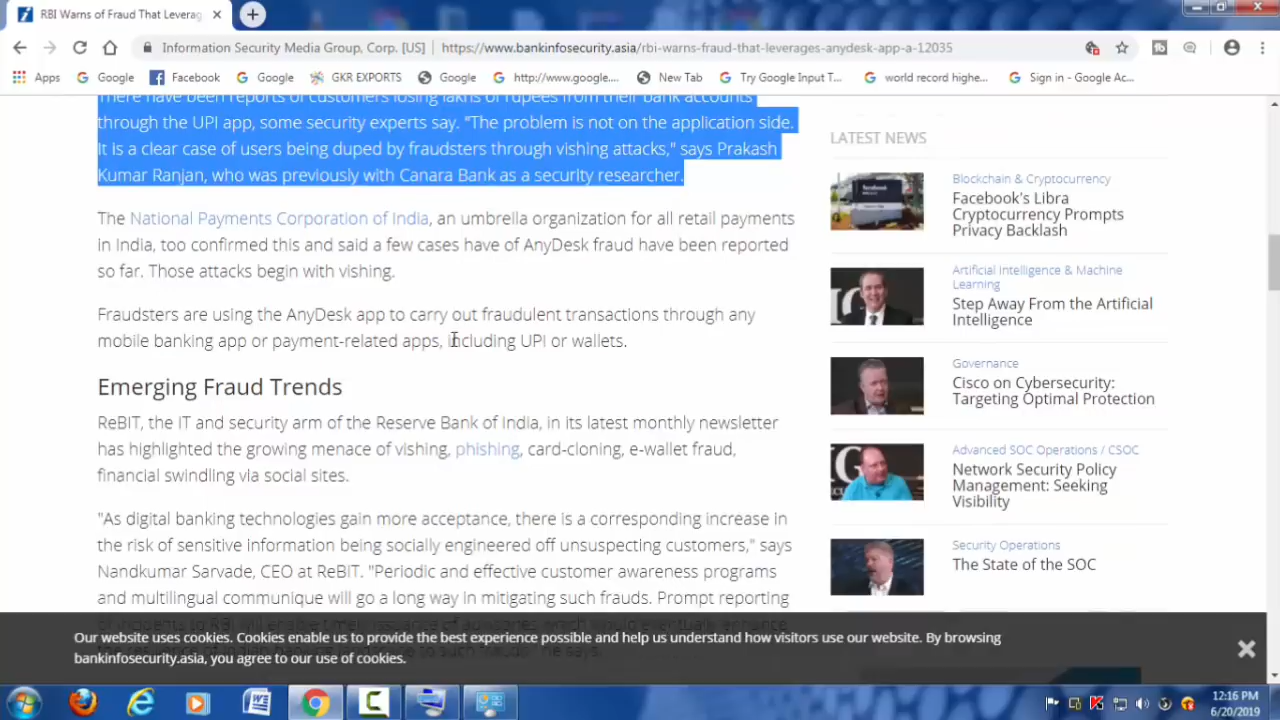 RBI Warns of Fraud That Leverag
Information Security Media Group, Corp. [US] | https://www.bankinfosecurity.asia/rbi-warns-fraud-that-leverages-anydesk-app-a-12035
Apps Google Facebook Google GKR EXPORTS Google http://www.google.... New Tab Try Google Input T... world record highe... Sign in - Google Ac...
There have been reports of customers losing lakhs of rupees from their bank accounts
through the UPI app, some security experts say. "The problem is not on the application side.
It is a clear case of users being duped by fraudsters through vishing attacks," says Prakash
Kumar Ranjan, who was previously with Canara Bank as a security researcher.
The National Payments Corporation of India, an umbrella organization for all retail payments
in India, too confirmed this and said a few cases have of AnyDesk fraud have been reported
so far. Those attacks begin with vishing.
Fraudsters are using the AnyDesk app to carry out fraudulent transactions through any
mobile banking app or payment-related apps, including UPI or wallets.
Emerging Fraud Trends
ReBIT, the IT and security arm of the Reserve Bank of India, in its latest monthly newsletter
has highlighted the growing menace of vishing, phishing, card-cloning, e-wallet fraud,
financial swindling via social sites.
"As digital banking technologies gain more acceptance, there is a corresponding increase in
the risk of sensitive information being socially engineered off unsuspecting customers," says
Nandkumar Sarvade, CEO at ReBIT. "Periodic and effective customer awareness programs
and multilingual communique will go a long way in mitigating such frauds. Prompt reporting
LATEST NEWS
Blockchain & Cryptocurrency
Facebook's Libra
Cryptocurrency Prompts
Privacy Backlash
Artificial Intelligence & Machine
Learning
Step Away From the Artificial
Intelligence
Governance
Cisco on Cybersecurity:
Targeting Optimal Protection
Advanced SOC Operations / CSOC
Network Security Policy
Management: Seeking
Visibility
Security Operations
The State of the SOC
Our website uses cookies. Cookies enable us to provide the best experience possible and help us understand how visitors use our website. By browsing
bankinfosecurity.asia, you agree to our use of cookies.
12:16 PM
6/20/2019